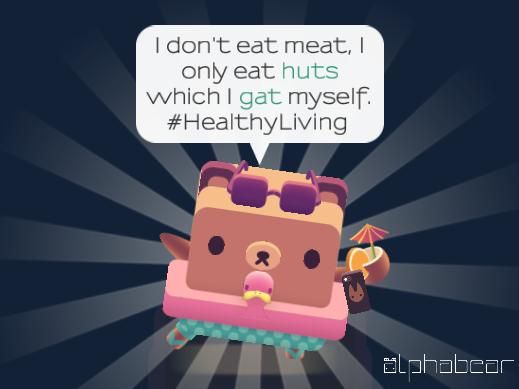 I don't eat meat, I
only eat huts
which I gat myself.
#HealthyLiving
alphabear